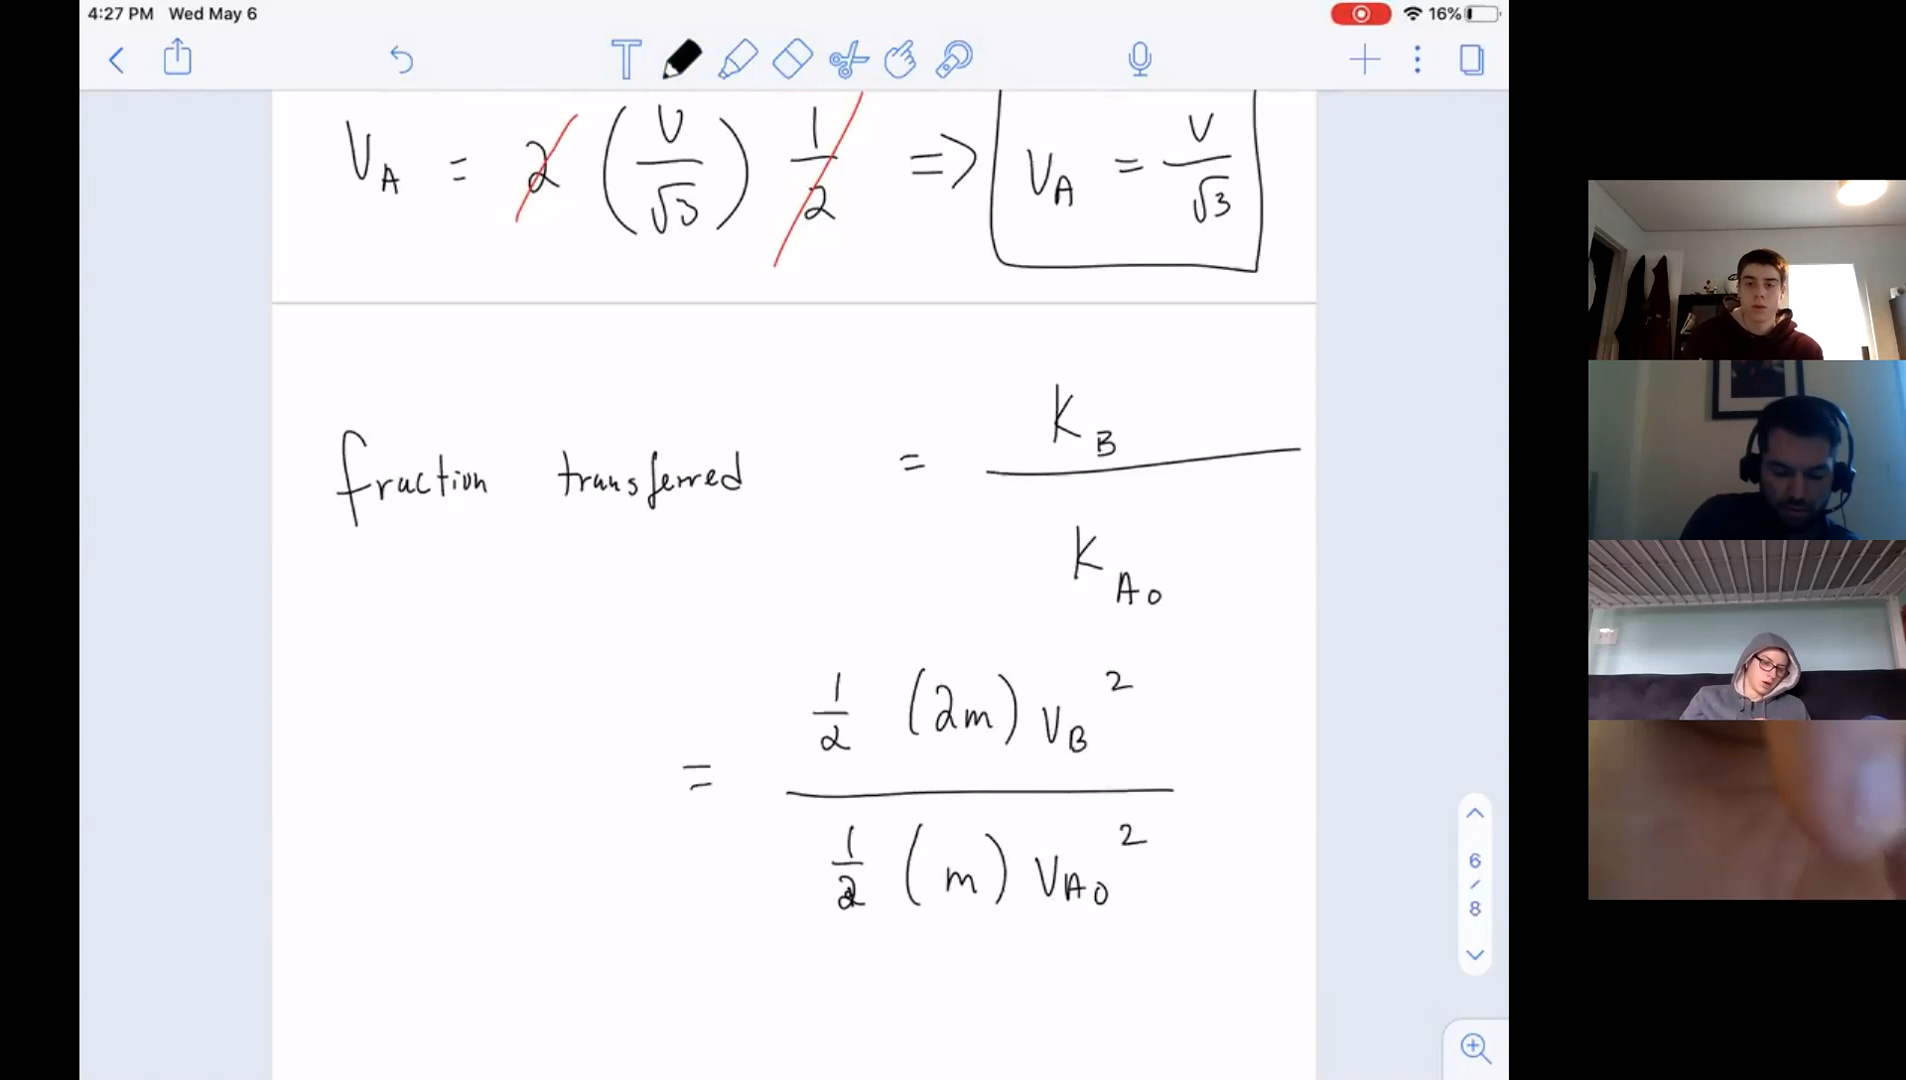 4:27 PM Wed May 6
16%
V_A = 2 (V/√3) 1/2 => V_A = V/√3
fraction transferred = K_B / K_A0
= 1/2 (2m) V_B^2 / 1/2 (m) V_A0^2
6 / 8